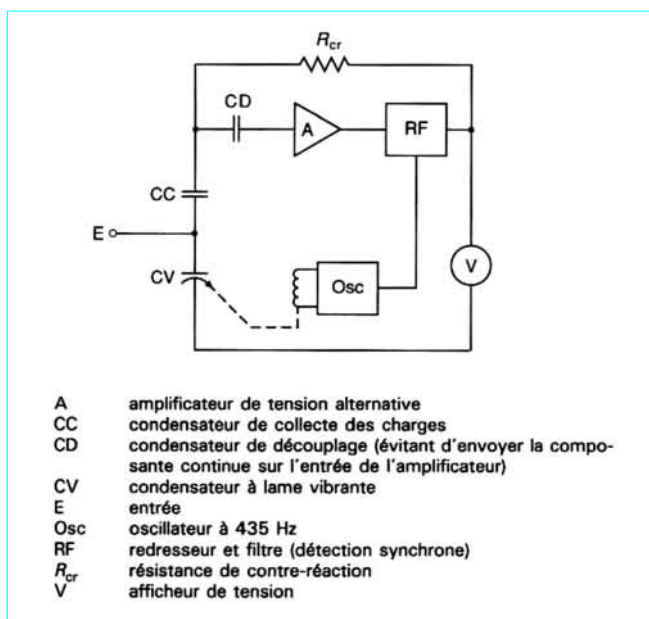 R_cr
CD
A
RF
CC
E
CV
Osc
V
A amplificateur de tension alternative
CC condensateur de collecte des charges
CD condensateur de découplage (évitant d'envoyer la compo-
sante continue sur l'entrée de l'amplificateur)
CV condensateur à lame vibrante
E entrée
Osc oscillateur à 435 Hz
RF redresseur et filtre (détection synchrone)
R_cr résistance de contre-réaction
V afficheur de tension